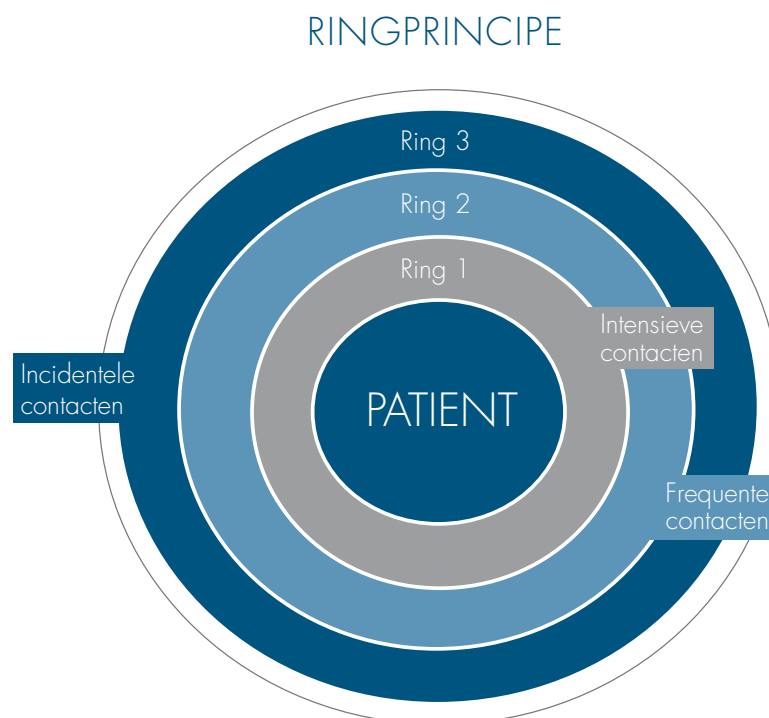 RINGPRINCIPE
Ring 3
Ring 2
Ring 1
Intensieve
contacten
Incidentele
contacten
PATIENT
Frequente
contacten